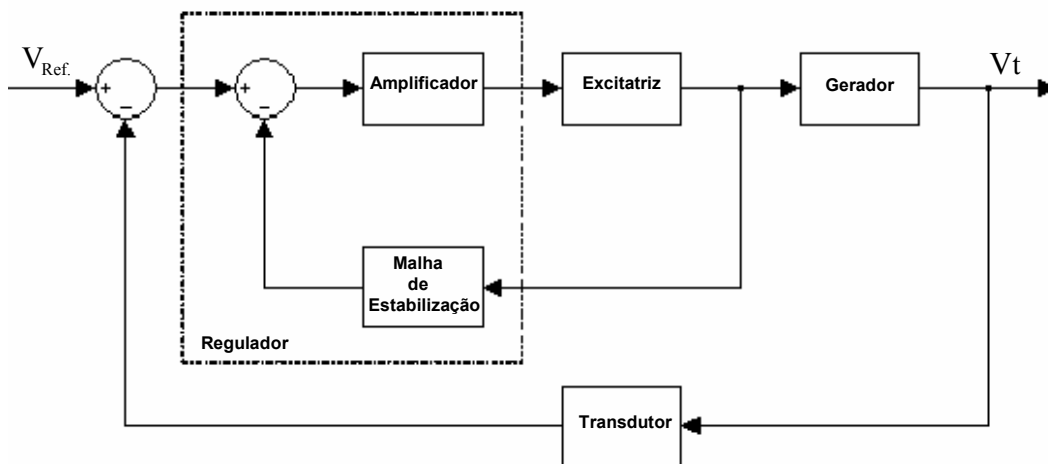 V Ref.
Vt
+
−
+
−
Amplificador
Excitatriz
Gerador
Malha
de
Estabilização
Regulador
Transdutor